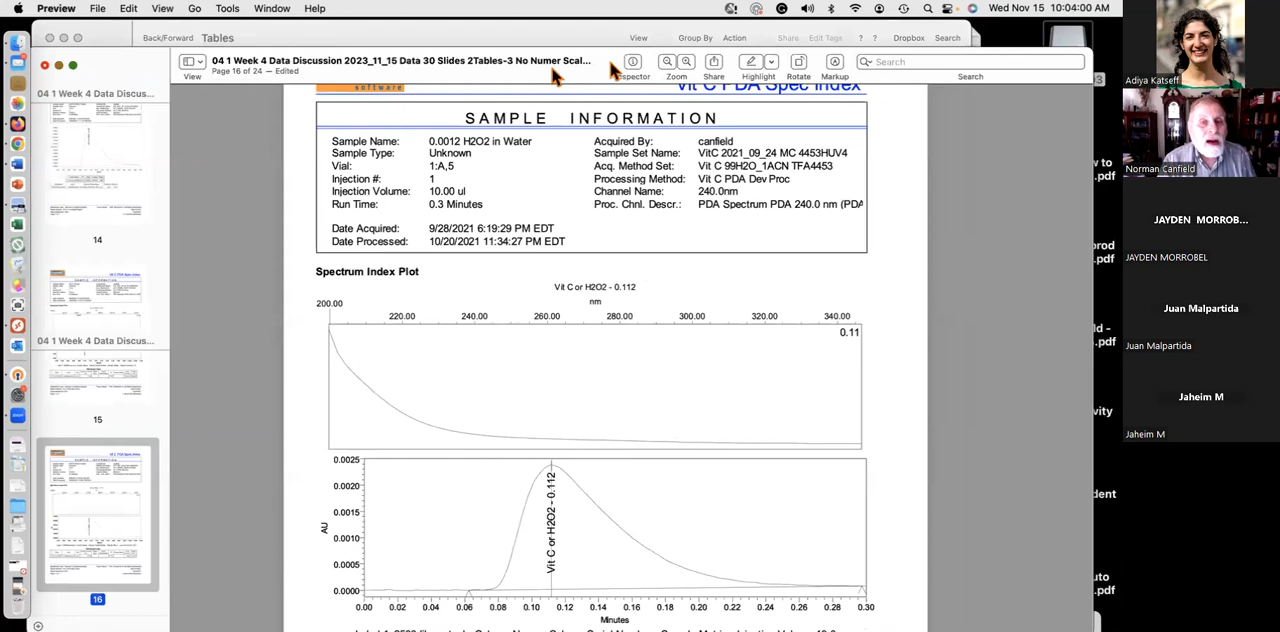 Preview File Edit View Go Tools Window Help
Wed Nov 15 10:04:00 AM
Back/Forward Tables
View Group By Action Share Edit Tags ? ? Dropbox Search
04 1 Week 4 Data Discussion 2023_11_15 Data 30 Slides 2Tables-3 No Numer Scal...
Page 16 of 24 — Edited
View
Zoom Share Highlight Rotate Markup Search
Search
04 1 Week 4 Data Discus...
14
04 1 Week 4 Data Discus...
15
16
software
Vit C PDA Spec Index
SAMPLE INFORMATION
Sample Name: 0.0012 H2O2 in Water
Sample Type: Unknown
Vial: 1:A,5
Injection #: 1
Injection Volume: 10.00 ul
Run Time: 0.3 Minutes
Date Acquired: 9/28/2021 6:19:29 PM EDT
Date Processed: 10/20/2021 11:34:27 PM EDT
Acquired By: canfield
Sample Set Name: VitC 2021_09_24 MC 4453HUV4
Acq. Method Set: VitC 99H2O_1ACN TFA4453
Processing Method: Vit C PDA Dev Proc
Channel Name: 240.0nm
Proc. Chnl. Descr.: PDA Spectrum PDA 240.0 nm (PDA
Spectrum Index Plot
Vit C or H2O2 - 0.112
nm
200.00
220.00 240.00 260.00 280.00 300.00 320.00 340.00
0.11
0.0025
0.0020
0.0015
0.0010
0.0005
0.0000
AU
Vit C or H2O2 - 0.112
0.00 0.02 0.04 0.06 0.08 0.10 0.12 0.14 0.16 0.18 0.20 0.22 0.24 0.26 0.28 0.30
Minutes
Adiya Katseff
Norman Canfield
JAYDEN MORROB...
JAYDEN MORROBEL
Juan Malpartida
Juan Malpartida
Jaheim M
Jaheim M